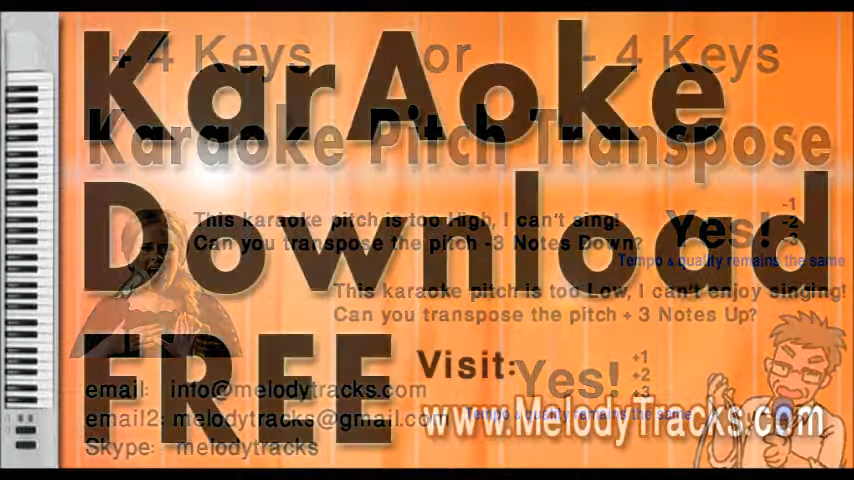 + 4 Keys or - 4 Keys
KarAoke
Karaoke Pitch Transpose
Download
This karaoke pitch is too High, I can't sing!
Can you transpose the pitch -3 Notes Down?
Yes!
-1
-2
-3
Tempo & quality remains the same
This karaoke pitch is too Low, I can't enjoy singing!
Can you transpose the pitch + 3 Notes Up?
FREE
Visit:
Yes!
+1
+2
+3
email: info@melodytracks.com
email2: melodytracks@gmail.com
Tempo & quality remains the same
www.MelodyTracks.com
Skype: melodytracks